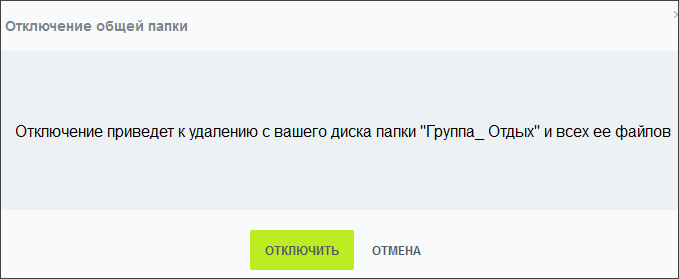 Отключение общей папки
Отключение приведет к удалению с вашего диска папки "Группа_ Отдых" и всех ее файлов
ОТКЛЮЧИТЬ ОТМЕНА